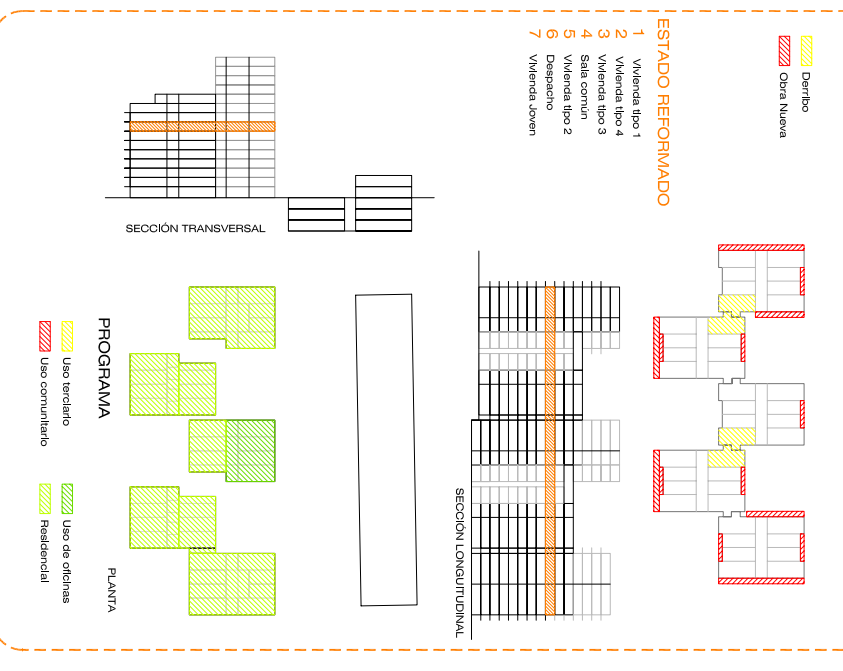 ESTADO REFORMADO
1 Vivienda tipo 1
2 Vivienda tipo 4
3 Vivienda tipo 3
4 Sala común
5 Vivienda tipo 2
6 Despacho
7 Vivienda Joven
Derribo
Obra Nueva
SECCIÓN TRANSVERSAL
SECCIÓN LONGUITUDINAL
PROGRAMA
Uso terciario
Uso comunitario
Uso de oficinas
Residencial
PLANTA